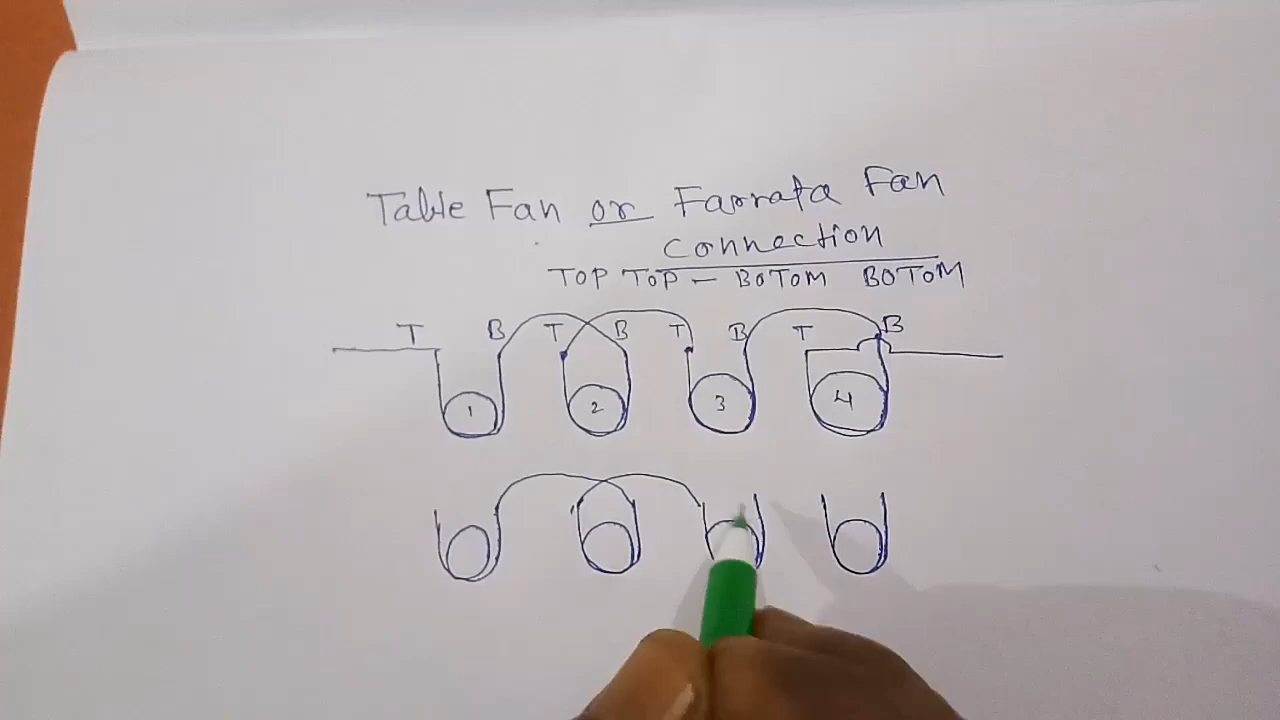 Table Fan or Farrata Fan
Connection
TOP TOP - BOTOM BOTOM
T B T B T B T B
1 2 3 4